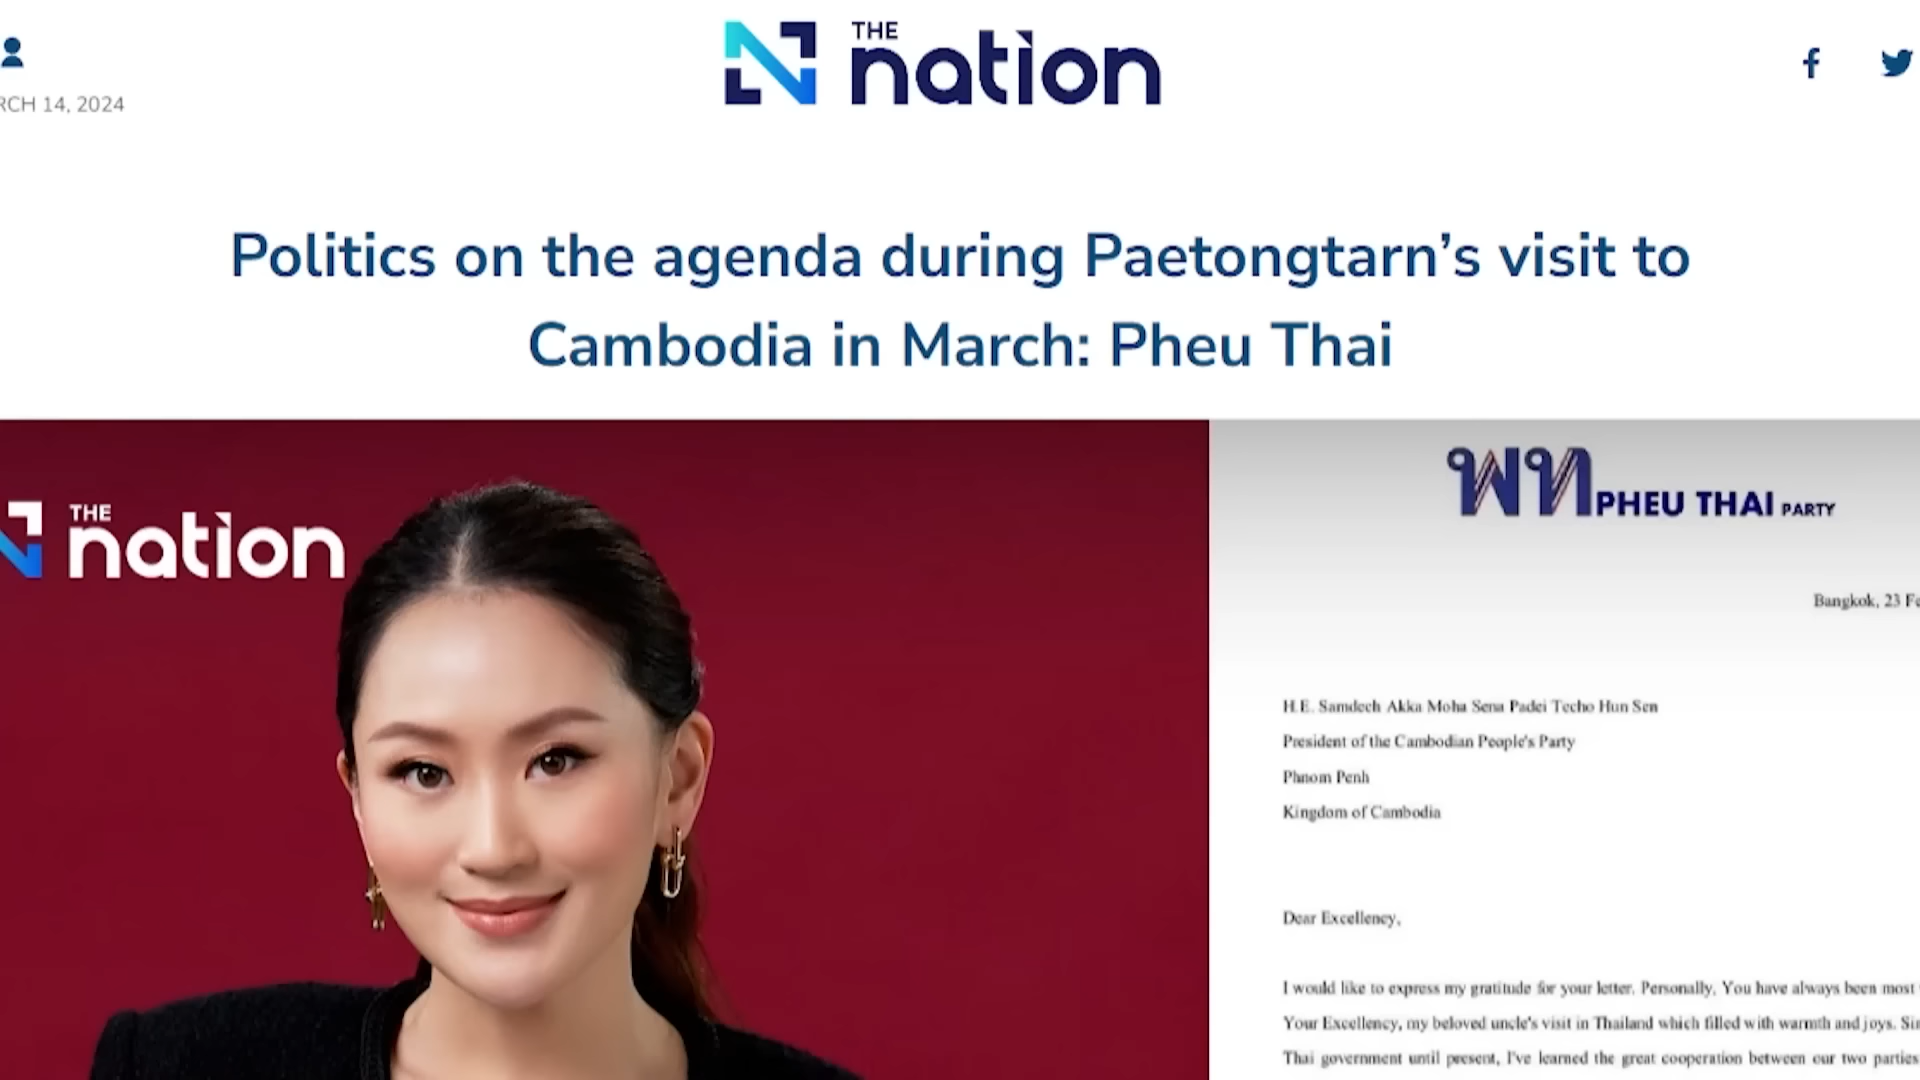 THE
nation
RCH 14, 2024
Politics on the agenda during Paetongtarn’s visit to
Cambodia in March: Pheu Thai
THE
nation
พท PHEU THAI PARTY
Bangkok, 23
H.E. Samdech Akka Moha Sena Padei Techo Hun Sen
President of the Cambodian People's Party
Phnom Penh
Kingdom of Cambodia
Dear Excellency,
I would like to express my gratitude for your letter. Personally, You have always been most
Your Excellency, my beloved uncle's visit in Thailand which filled with warmth and joys.
Thai government until present, I've learned the great cooperation between our two parties